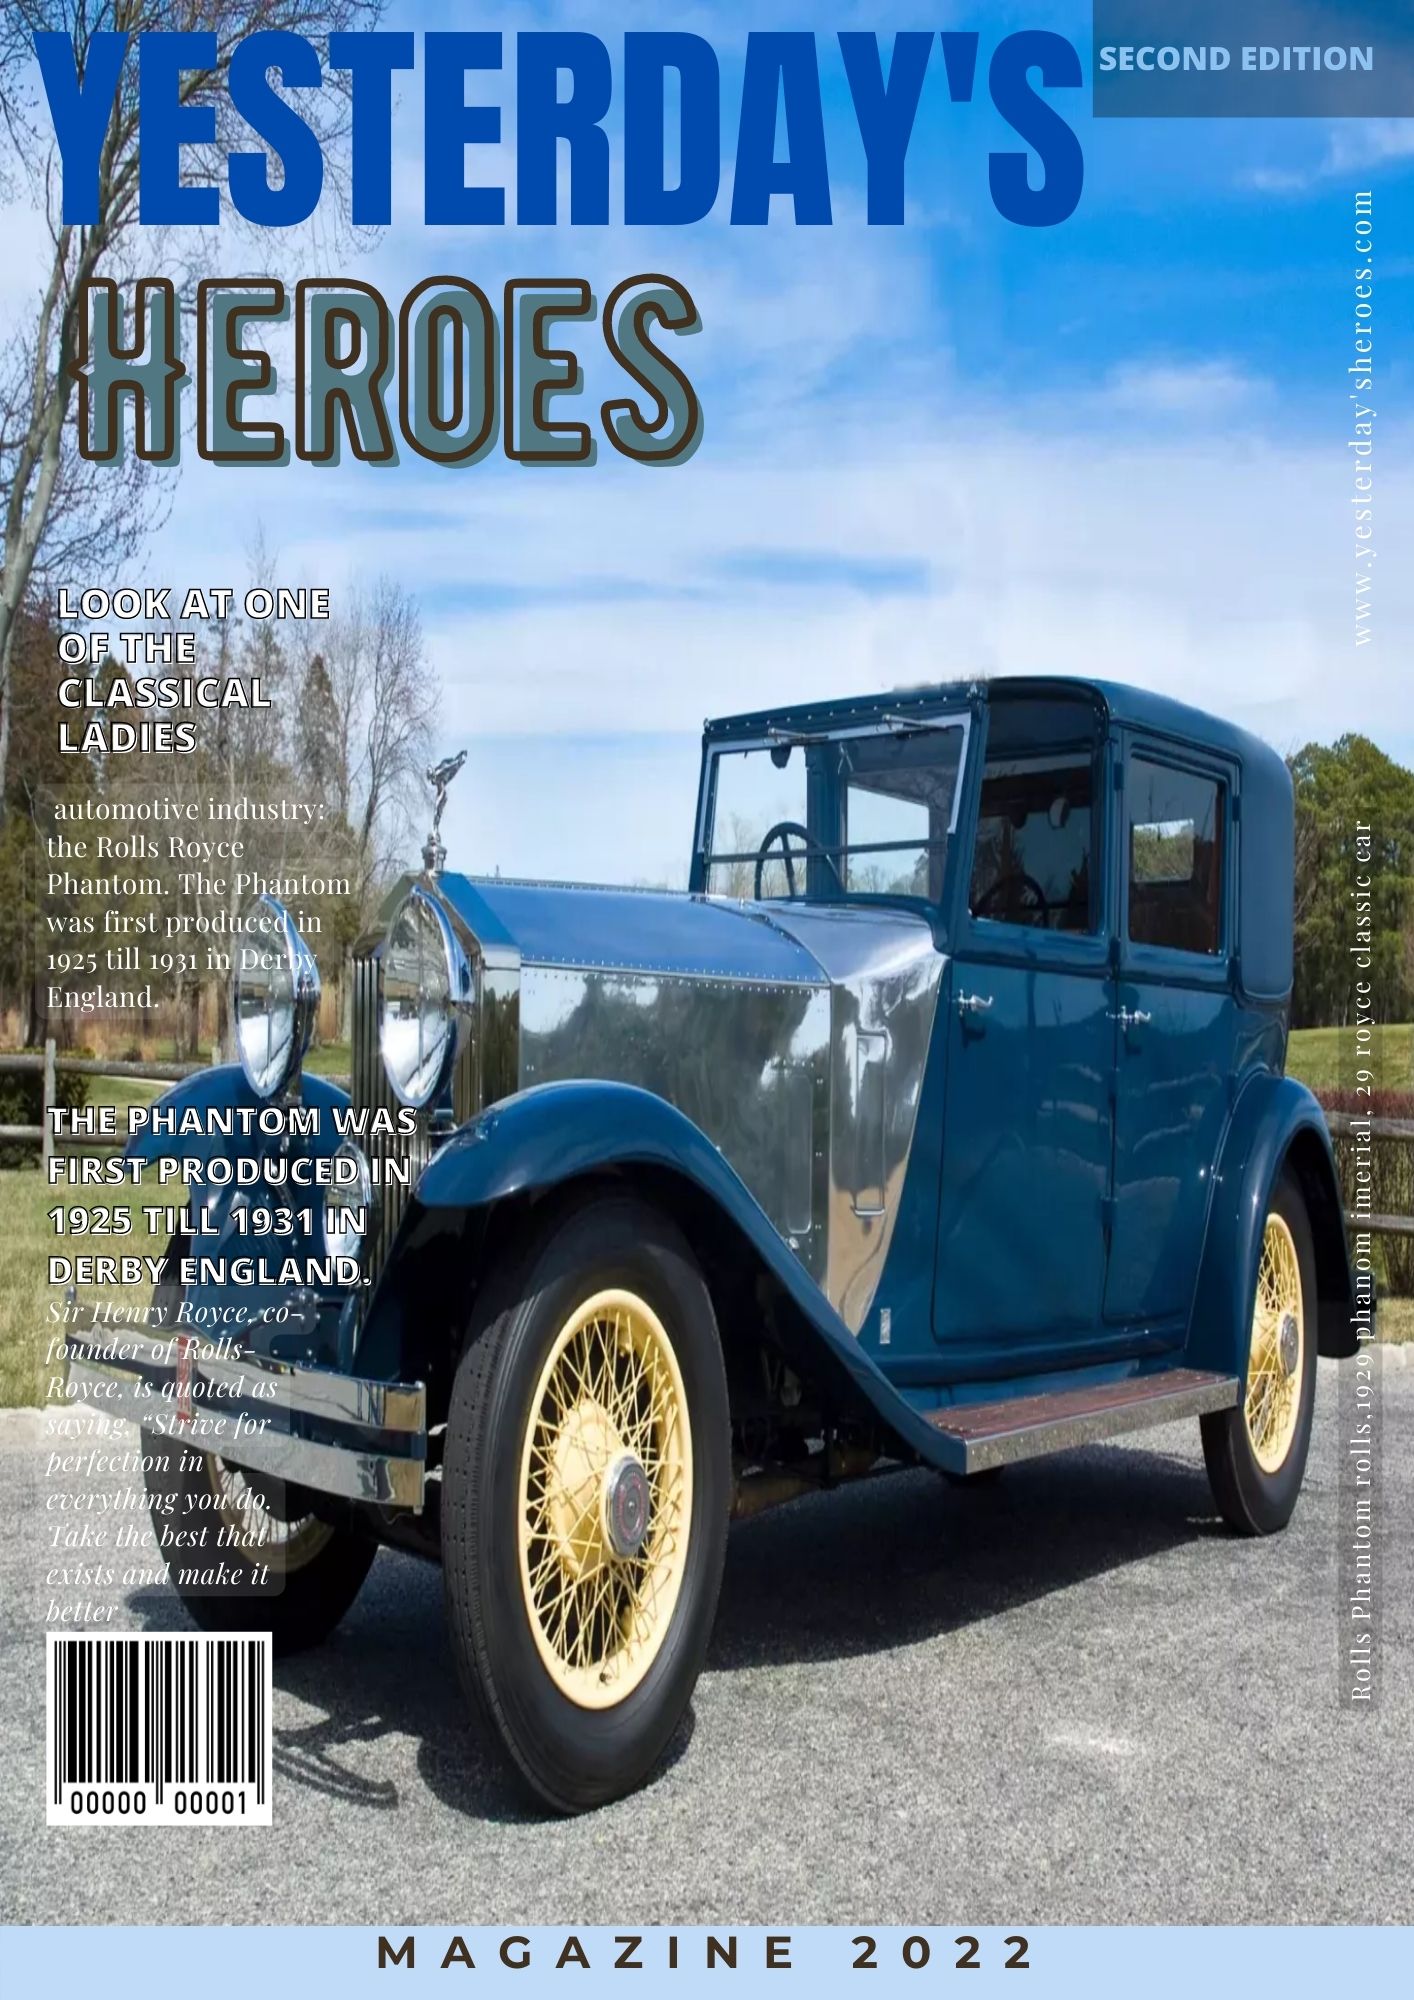 YESTERDAY'S
SECOND EDITION
HEROES
www.yesterday'sheroes.com
LOOK AT ONE
OF THE
CLASSICAL
LADIES
automotive industry:
the Rolls Royce
Phantom. The Phantom
was first produced in
1925 till 1931 in Derby
England.
THE PHANTOM WAS
FIRST PRODUCED IN
1925 TILL 1931 IN
DERBY ENGLAND.
Sir Henry Royce, co-
founder of Rolls-
Royce, is quoted as
saying, “Strive for
perfection in
everything you do.
Take the best that
exists and make it
better
Rolls Phantom rolls,1929 phanom imerial, 29 royce classic car
00000 00001
MAGAZINE 2022